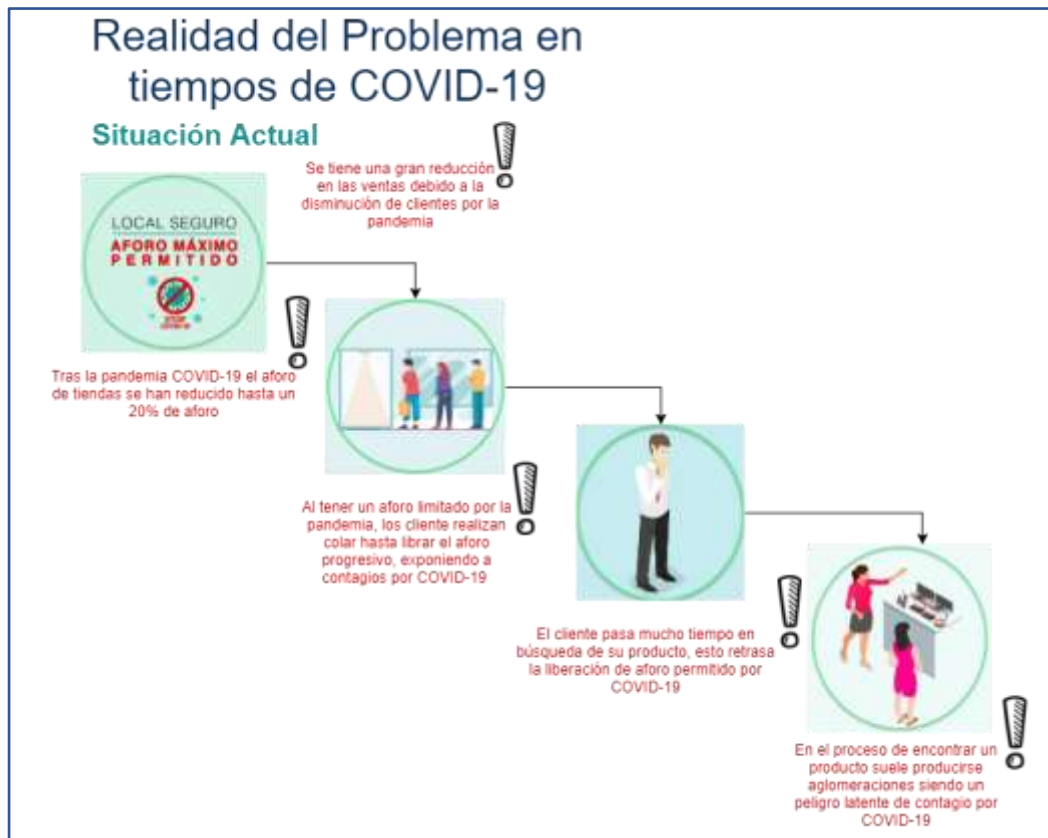 Realidad del Problema en
tiempos de COVID-19
Situación Actual
Se tiene una gran reducción
en las ventas debido a la
disminución de clientes por la
pandemia
LOCAL SEGURO
AFORO MÁXIMO
PERMITIDO
STOP
COVID-19
Tras la pandemia COVID-19 el aforo
de tiendas se han reducido hasta un
20% de aforo
Al tener un aforo limitado por la
pandemia, los cliente realizan
colar hasta librar el aforo
progresivo, exponiendo a
contagios por COVID-19
El cliente pasa mucho tiempo en
búsqueda de su producto, esto retrasa
la liberación de aforo permitido por
COVID-19
En el proceso de encontrar un
producto suele producirse
aglomeraciones siendo un
peligro latente de contagio por
COVID-19